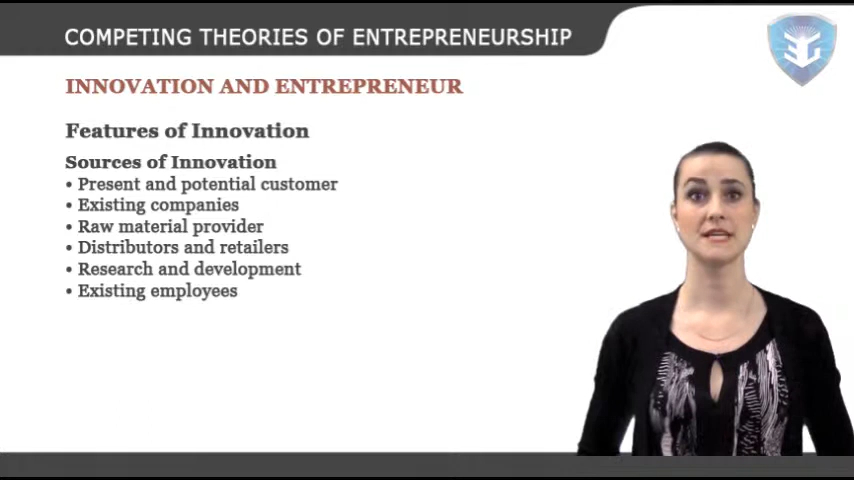 COMPETING THEORIES OF ENTREPRENEURSHIP
INNOVATION AND ENTREPRENEUR
Features of Innovation
Sources of Innovation
• Present and potential customer
• Existing companies
• Raw material provider
• Distributors and retailers
• Research and development
• Existing employees